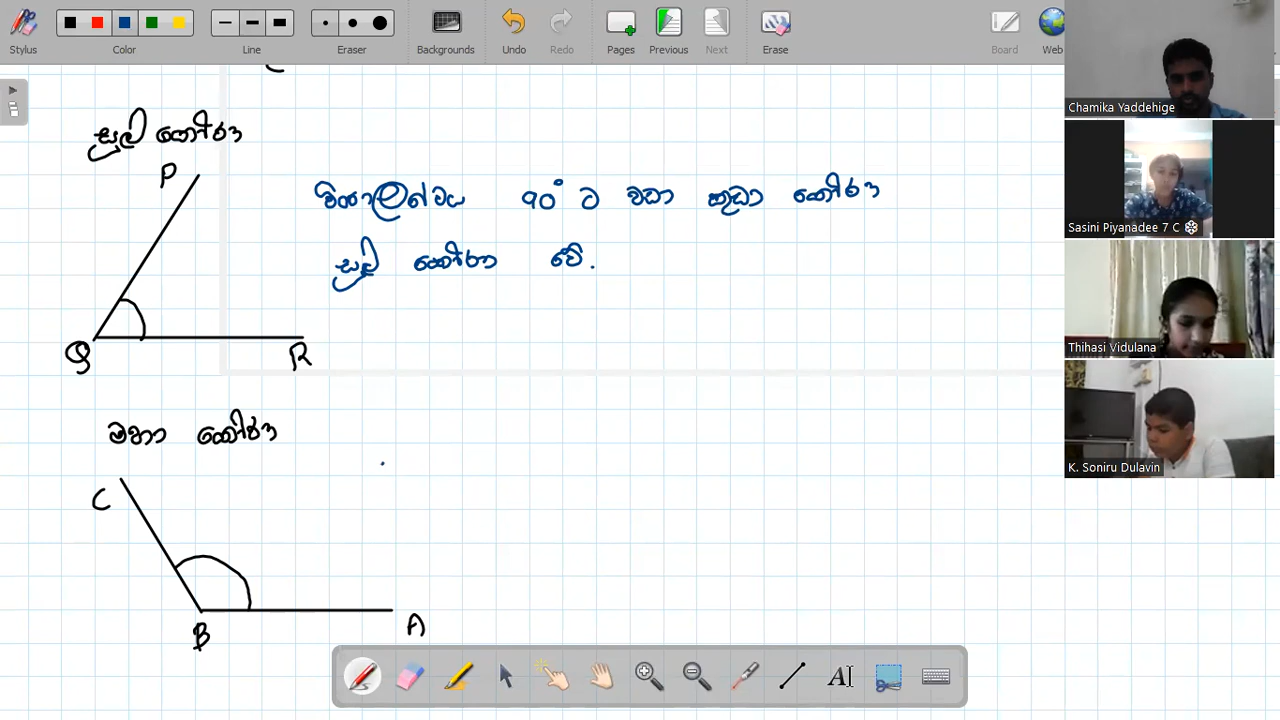 Stylus
Color
Line
Eraser
Backgrounds
Undo
Redo
Pages
Previous
Next
Erase
Board
Web
Chamika Yaddehige
Sasini Piyanadee 7 C
Thihasi Vidulana
K. Soniru Dulavin
සුළු කෝණ
P
Q
R
විශාලත්වය 90° ට වඩා කුඩා කෝණ
සුළු කෝණ වේ.
මහා කෝණ
C
B
A